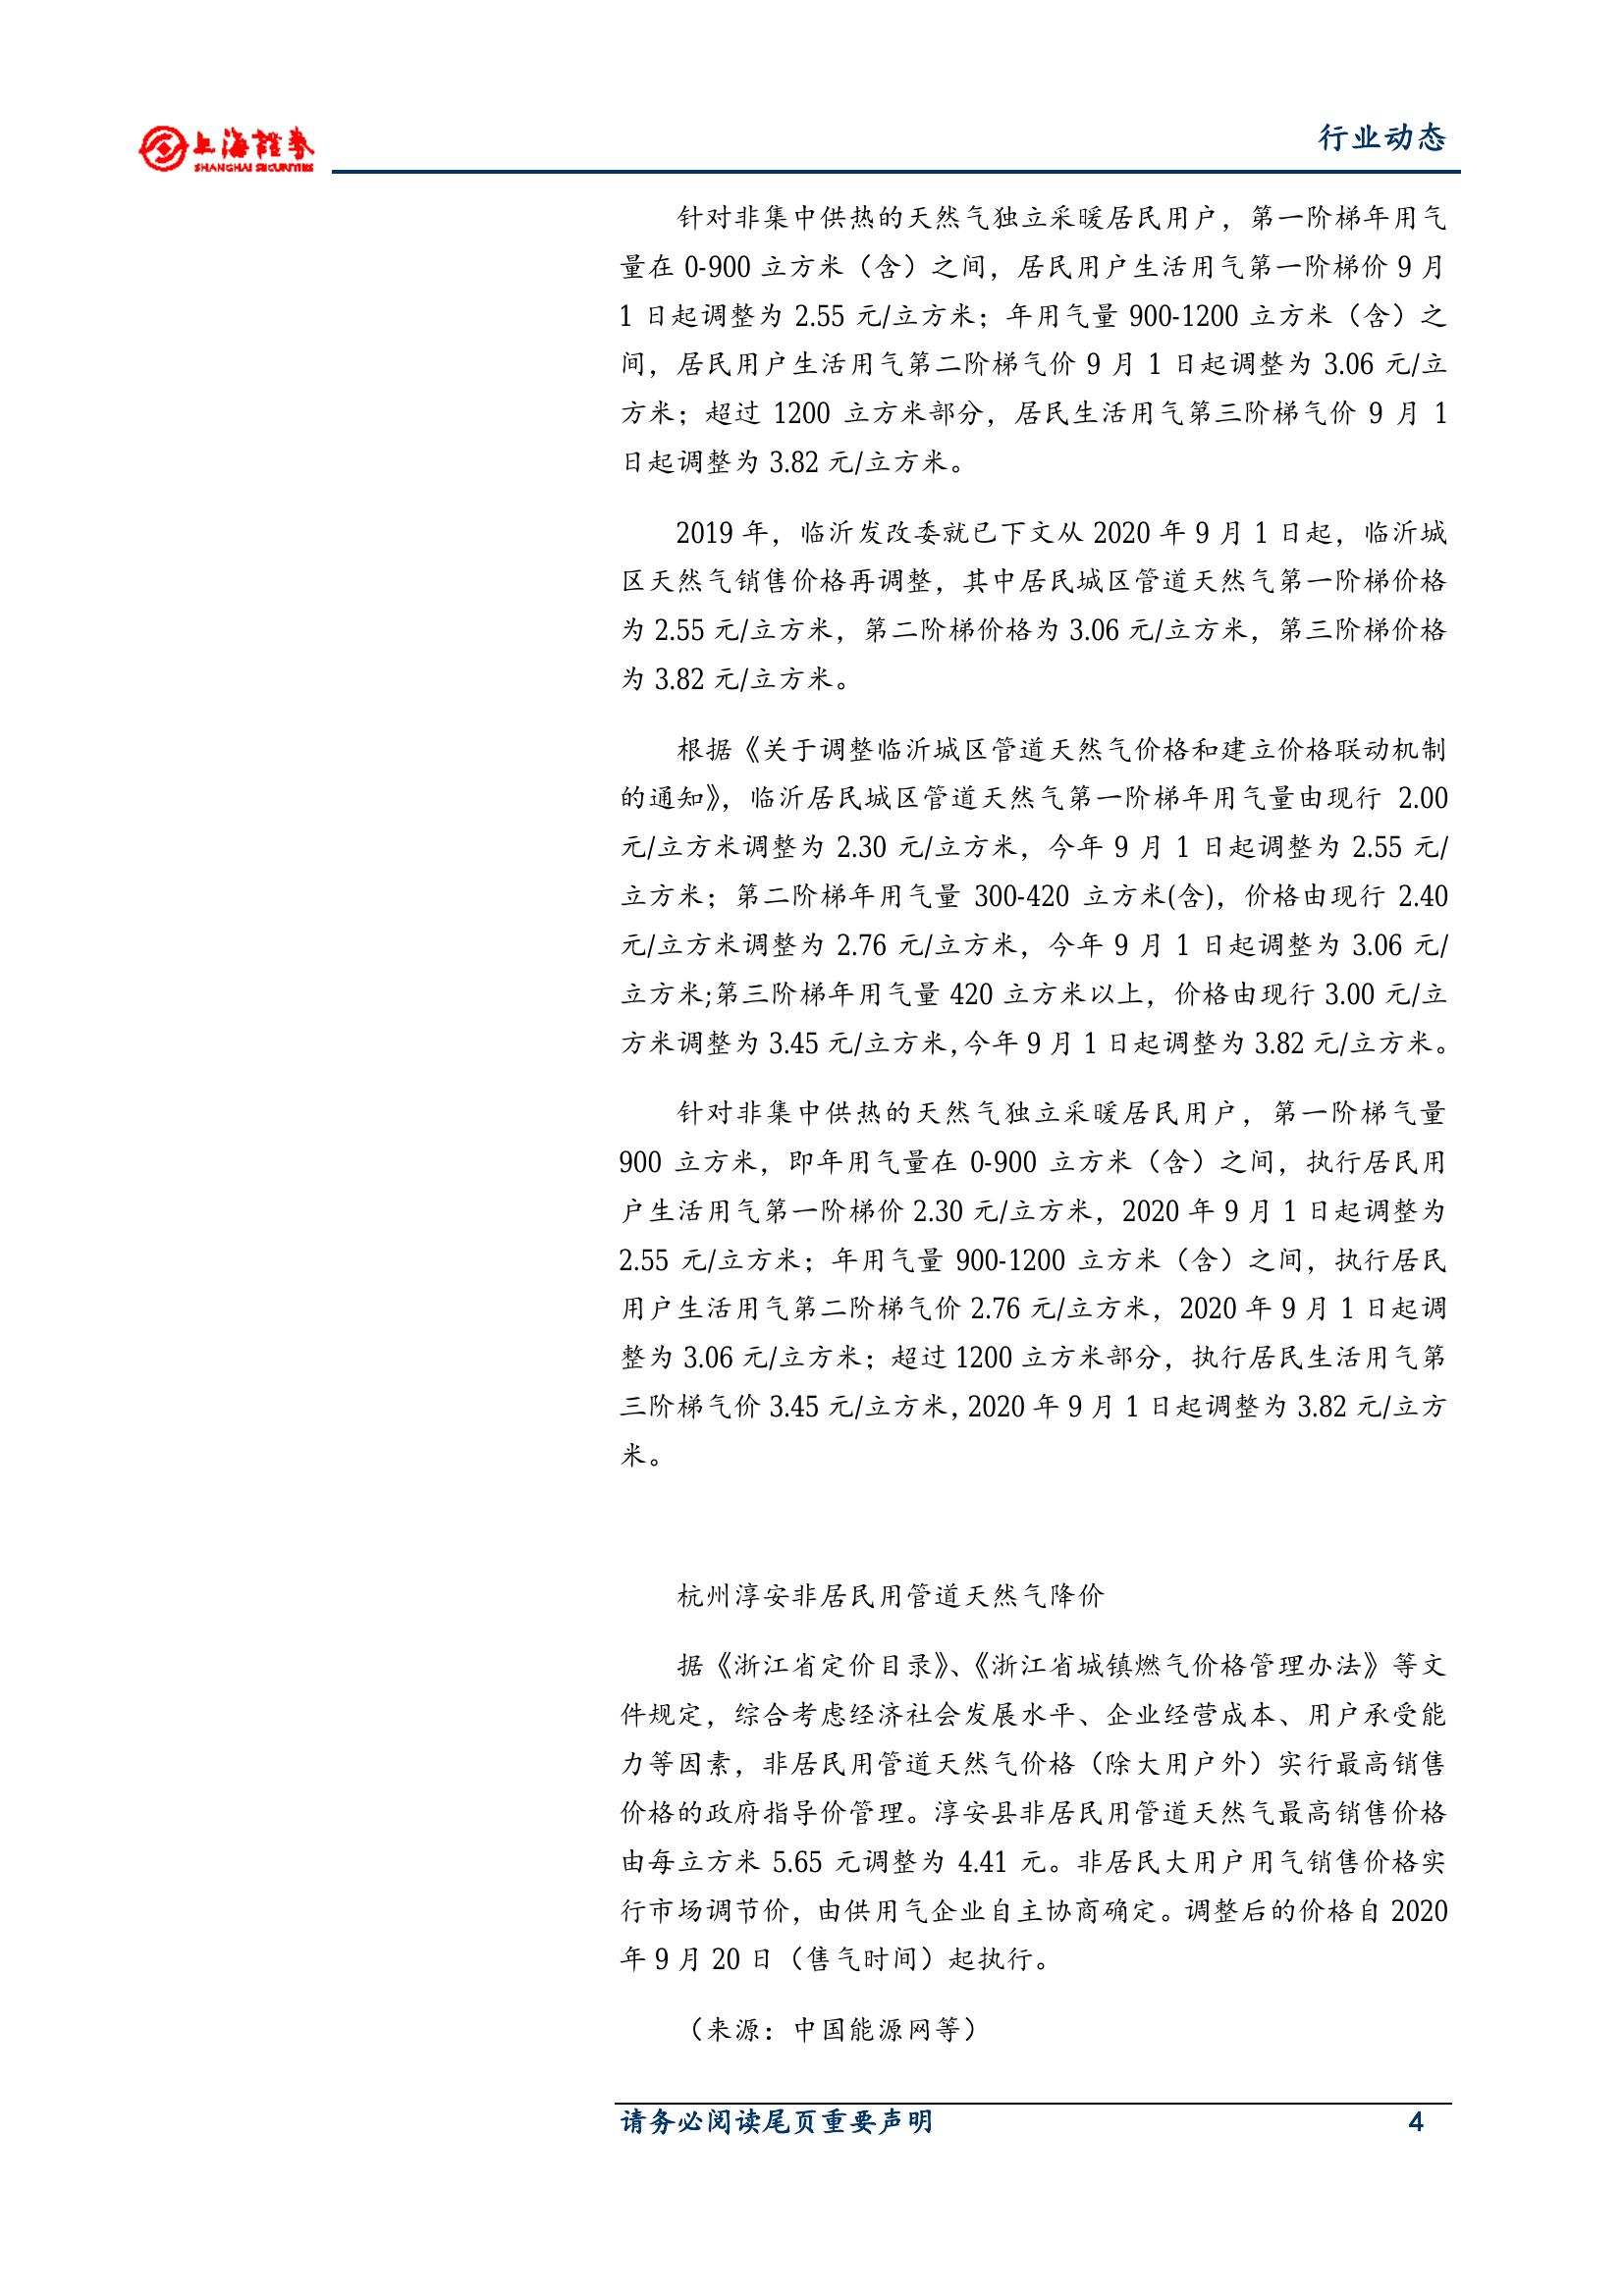 上海證券
SHANGHAI SECURITIES
行业动态
针对非集中供热的天然气独立采暖居民用户，第一阶梯年用气
量在 0-900 立方米（含）之间，居民用户生活用气第一阶梯价 9 月
1 日起调整为 2.55 元/立方米；年用气量 900-1200 立方米（含）之
间，居民用户生活用气第二阶梯气价 9 月 1 日起调整为 3.06 元/立
方米；超过 1200 立方米部分，居民生活用气第三阶梯气价 9 月 1
日起调整为 3.82 元/立方米。
2019 年，临沂发改委就已下文从 2020 年 9 月 1 日起，临沂城
区天然气销售价格再调整，其中居民城区管道天然气第一阶梯价格
为 2.55 元/立方米，第二阶梯价格为 3.06 元/立方米，第三阶梯价格
为 3.82 元/立方米。
根据《关于调整临沂城区管道天然气价格和建立价格联动机制
的通知》，临沂居民城区管道天然气第一阶梯年用气量由现行 2.00
元/立方米调整为 2.30 元/立方米，今年 9 月 1 日起调整为 2.55 元/
立方米；第二阶梯年用气量 300-420 立方米(含)，价格由现行 2.40
元/立方米调整为 2.76 元/立方米，今年 9 月 1 日起调整为 3.06 元/
立方米;第三阶梯年用气量 420 立方米以上，价格由现行 3.00 元/立
方米调整为 3.45 元/立方米，今年 9 月 1 日起调整为 3.82 元/立方米。
针对非集中供热的天然气独立采暖居民用户，第一阶梯气量
900 立方米，即年用气量在 0-900 立方米（含）之间，执行居民用
户生活用气第一阶梯价 2.30 元/立方米，2020 年 9 月 1 日起调整为
2.55 元/立方米；年用气量 900-1200 立方米（含）之间，执行居民
用户生活用气第二阶梯气价 2.76 元/立方米，2020 年 9 月 1 日起调
整为 3.06 元/立方米；超过 1200 立方米部分，执行居民生活用气第
三阶梯气价 3.45 元/立方米，2020 年 9 月 1 日起调整为 3.82 元/立方
米。
杭州淳安非居民用管道天然气降价
据《浙江省定价目录》、《浙江省城镇燃气价格管理办法》等文
件规定，综合考虑经济社会发展水平、企业经营成本、用户承受能
力等因素，非居民用管道天然气价格（除大用户外）实行最高销售
价格的政府指导价管理。淳安县非居民用管道天然气最高销售价格
由每立方米 5.65 元调整为 4.41 元。非居民大用户用气销售价格实
行市场调节价，由供用气企业自主协商确定。调整后的价格自 2020
年 9 月 20 日（售气时间）起执行。
（来源：中国能源网等）
请务必阅读尾页重要声明 4